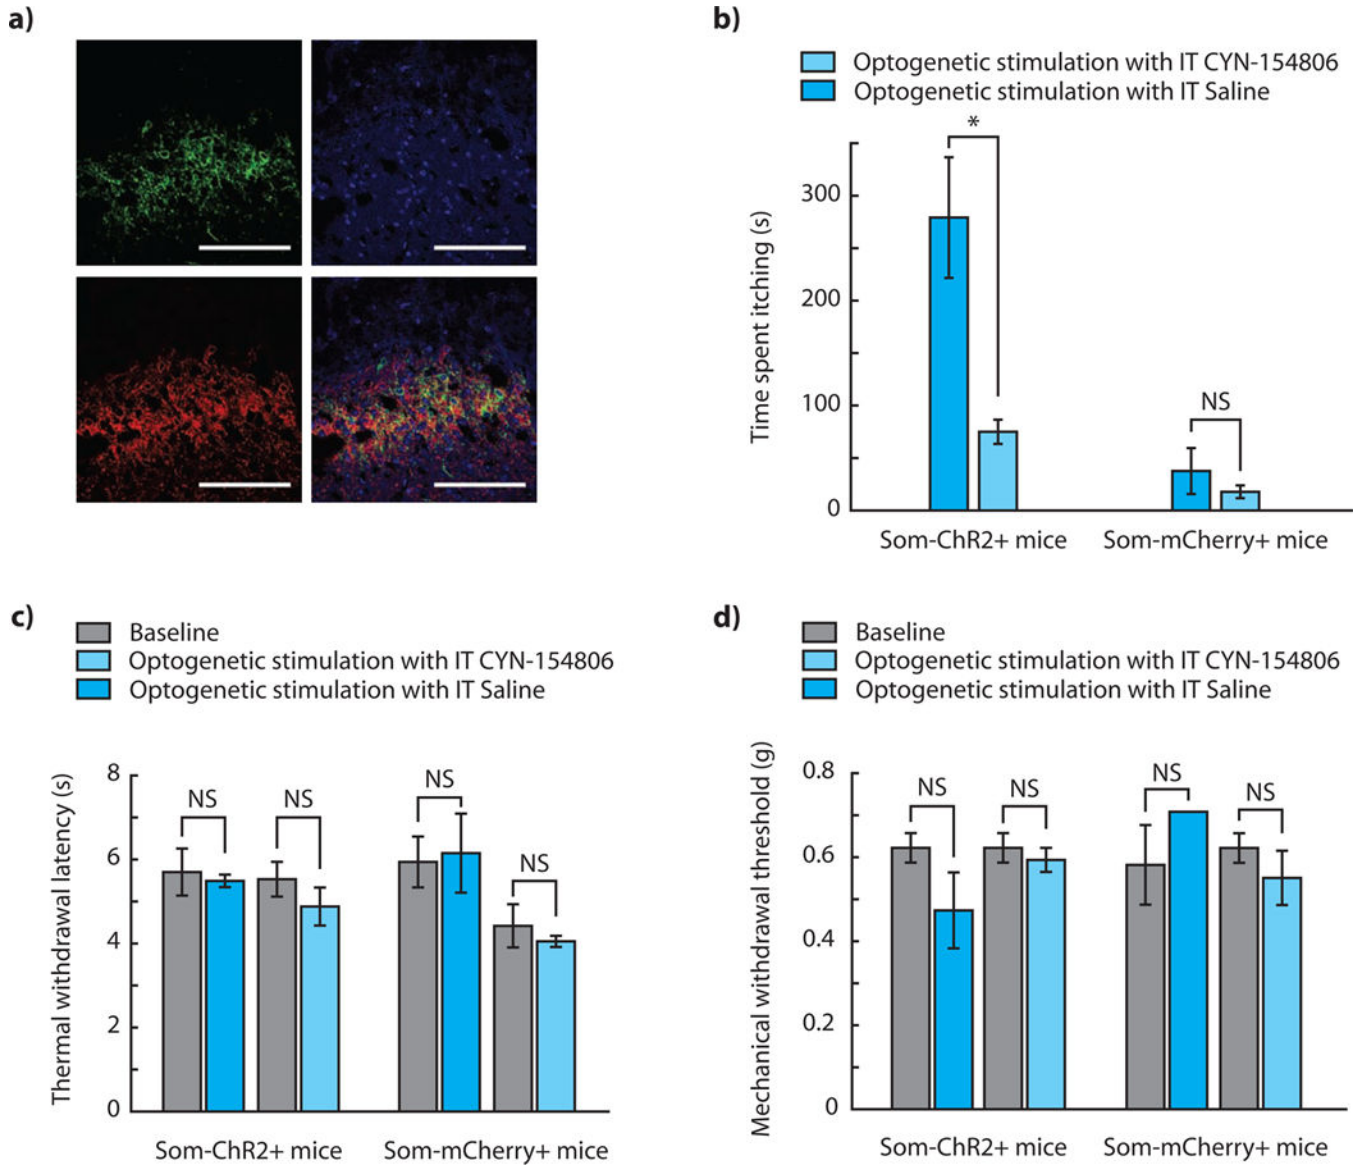 a)
b)
Optogenetic stimulation with IT CYN-154806
Optogenetic stimulation with IT Saline
*
300
200
100
0
NS
Time spent itching (s)
Som-ChR2+ mice
Som-mCherry+ mice
c)
Baseline
Optogenetic stimulation with IT CYN-154806
Optogenetic stimulation with IT Saline
8
6
4
2
0
NS
NS
NS
NS
Thermal withdrawal latency (s)
Som-ChR2+ mice
Som-mCherry+ mice
d)
Baseline
Optogenetic stimulation with IT CYN-154806
Optogenetic stimulation with IT Saline
0.8
0.6
0.4
0.2
0
NS
NS
NS
NS
Mechanical withdrawal threshold (g)
Som-ChR2+ mice
Som-mCherry+ mice